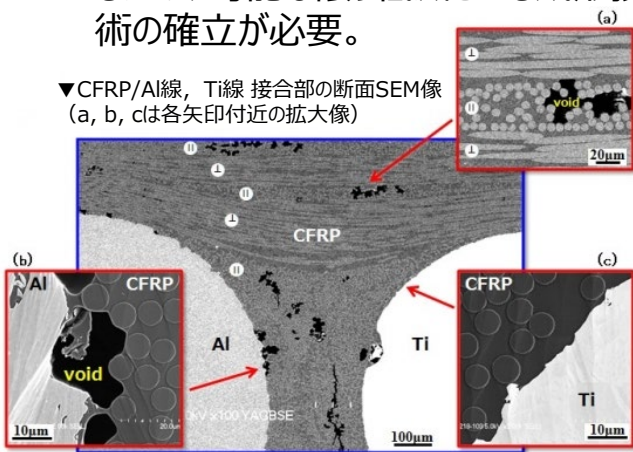 術の確立が必要。
▼CFRP/Al線，Ti線 接合部の断面SEM像
（a, b, cは各矢印付近の拡大像）
(a)
⊥
||
void
⊥
20μm
||
⊥
||
⊥
CFRP
||
Al
Ti
100μm
(b)
Al
CFRP
void
10μm
(c)
CFRP
Ti
10μm